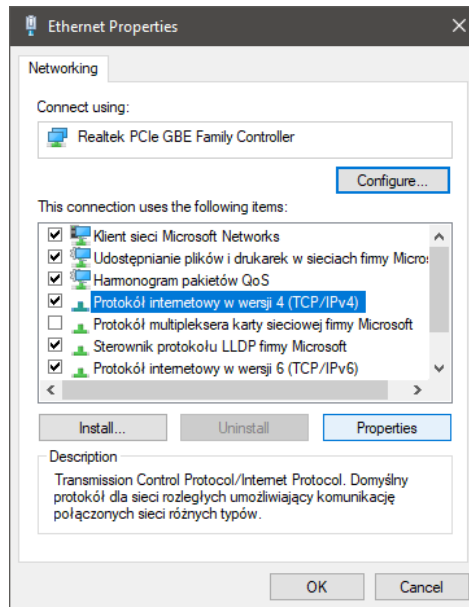 Ethernet Properties
Networking
Connect using:
Realtek PCIe GBE Family Controller
Configure...
This connection uses the following items:
Klient sieci Microsoft Networks
Udostępnianie plików i drukarek w sieciach firmy Micro
Harmonogram pakietów QoS
Protokół internetowy w wersji 4 (TCP/IPv4)
Protokół multipleksera karty sieciowej firmy Microsoft
Sterownik protokołu LLDP firmy Microsoft
Protokół internetowy w wersji 6 (TCP/IPv6)
Install...
Uninstall
Properties
Description
Transmission Control Protocol/Internet Protocol. Domyślny
protokół dla sieci rozległych umożliwiający komunikację
połączonych sieci różnych typów.
OK
Cancel